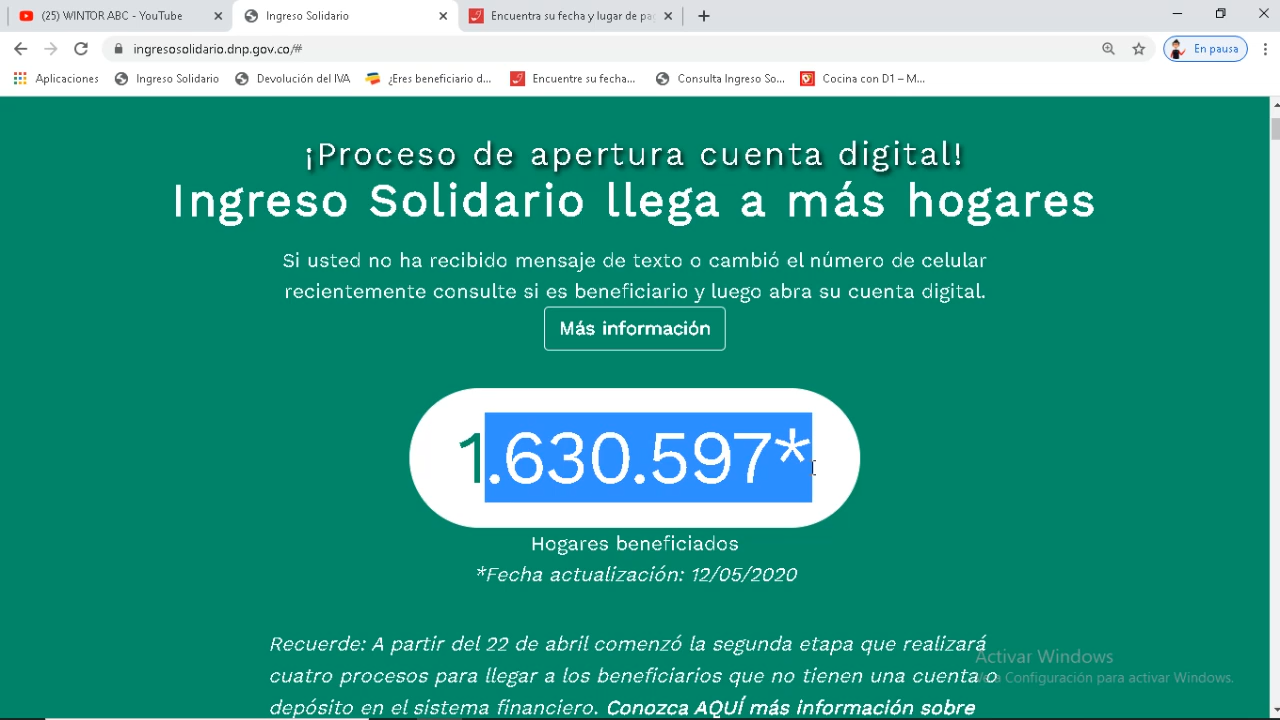 (25) WINTOR ABC - YouTube
Ingreso Solidario
Encuentra su fecha y lugar de pa
ingresosolidario.dnp.gov.co/#
En pausa
Aplicaciones
Ingreso Solidario
Devolución del IVA
¿Eres beneficiario d...
Encuentre su fecha...
Consulta Ingreso So...
Cocina con D1 – M...
¡Proceso de apertura cuenta digital!
Ingreso Solidario llega a más hogares
Si usted no ha recibido mensaje de texto o cambió el número de celular
recientemente consulte si es beneficiario y luego abra su cuenta digital.
Más información
1.630.597*
Hogares beneficiados
*Fecha actualización: 12/05/2020
Recuerde: A partir del 22 de abril comenzó la segunda etapa que realizará
cuatro procesos para llegar a los beneficiarios que no tienen una cuenta o
depósito en el sistema financiero. Conozca AQUÍ más información sobre
Activar Windows
Ve a Configuración para activar Windows.